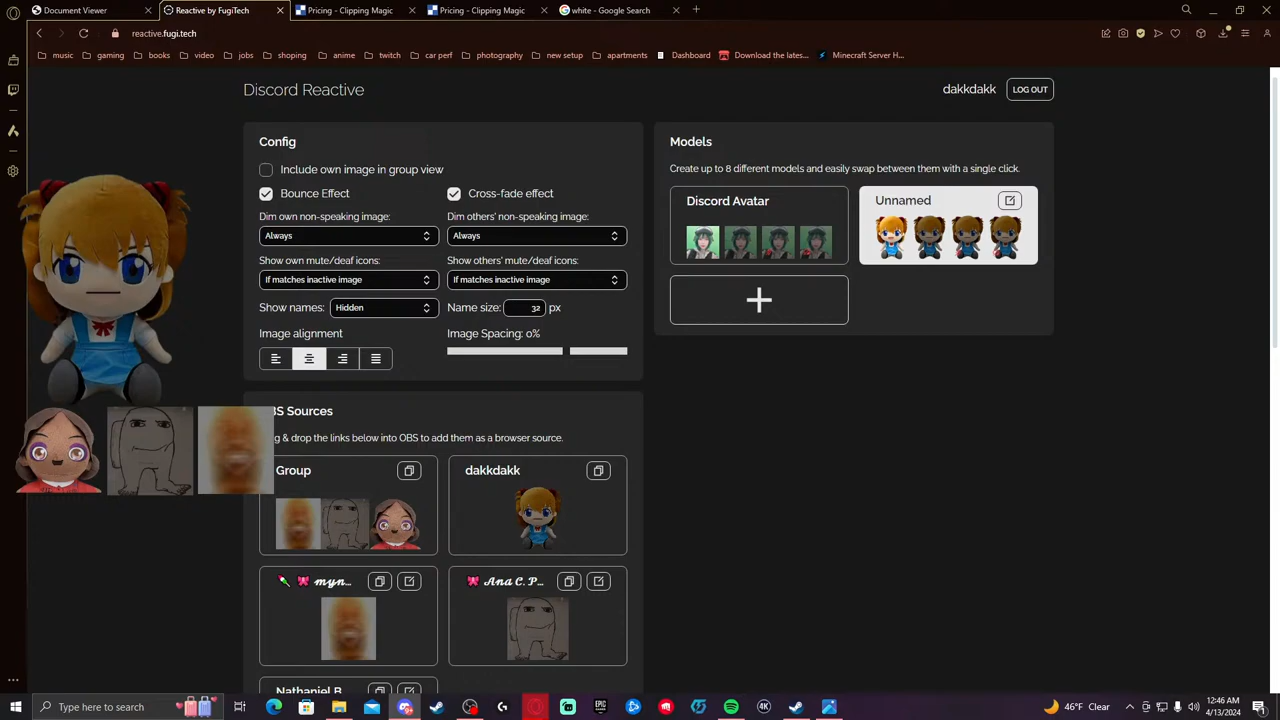 Document Viewer
Reactive by FugiTech
Pricing - Clipping Magic
Pricing - Clipping Magic
white - Google Search
reactive.fugi.tech
music gaming books video jobs shoping anime twitch car perf photography new setup apartments Dashboard Download the lates... Minecraft Server H...
Discord Reactive
dakkdakk
LOG OUT
Config
Include own image in group view
Bounce Effect
Cross-fade effect
Dim own non-speaking image:
Always
Dim others' non-speaking image:
Always
Show own mute/deaf icons:
If matches inactive image
Show others' mute/deaf icons:
If matches inactive image
Show names:
Hidden
Name size:
32
px
Image alignment
Image Spacing: 0%
Models
Create up to 8 different models and easily swap between them with a single click.
Discord Avatar
Unnamed
BS Sources
g & drop the links below into OBS to add them as a browser source.
Group
dakkdakk
𝓶𝔂𝓷...
𝓐𝓷𝓪 𝓒. 𝓟...
Nathaniel B
Type here to search
46°F Clear
12:46 AM
4/13/2024